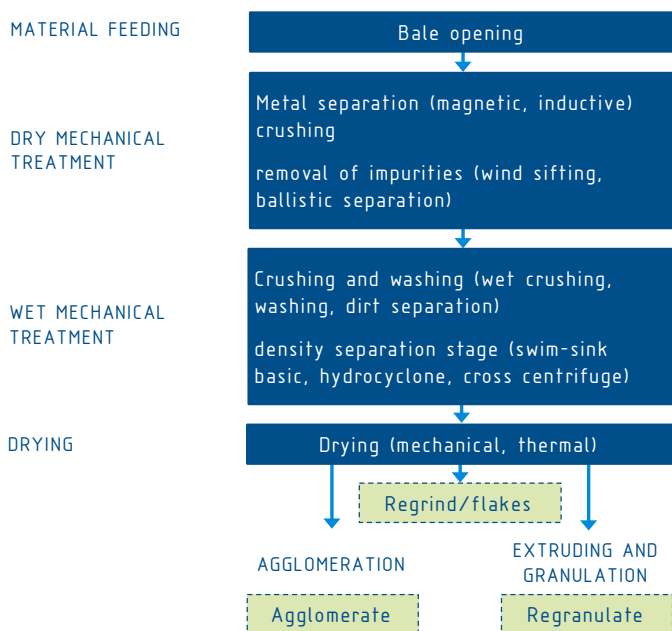 MATERIAL FEEDING
Bale opening
DRY MECHANICAL
TREATMENT
Metal separation (magnetic, inductive)
crushing
removal of impurities (wind sifting,
ballistic separation)
WET MECHANICAL
TREATMENT
Crushing and washing (wet crushing,
washing, dirt separation)
density separation stage (swim-sink
basic, hydrocyclone, cross centrifuge)
DRYING
Drying (mechanical, thermal)
Regrind/flakes
AGGLOMERATION
Agglomerate
EXTRUDING AND
GRANULATION
Regranulate